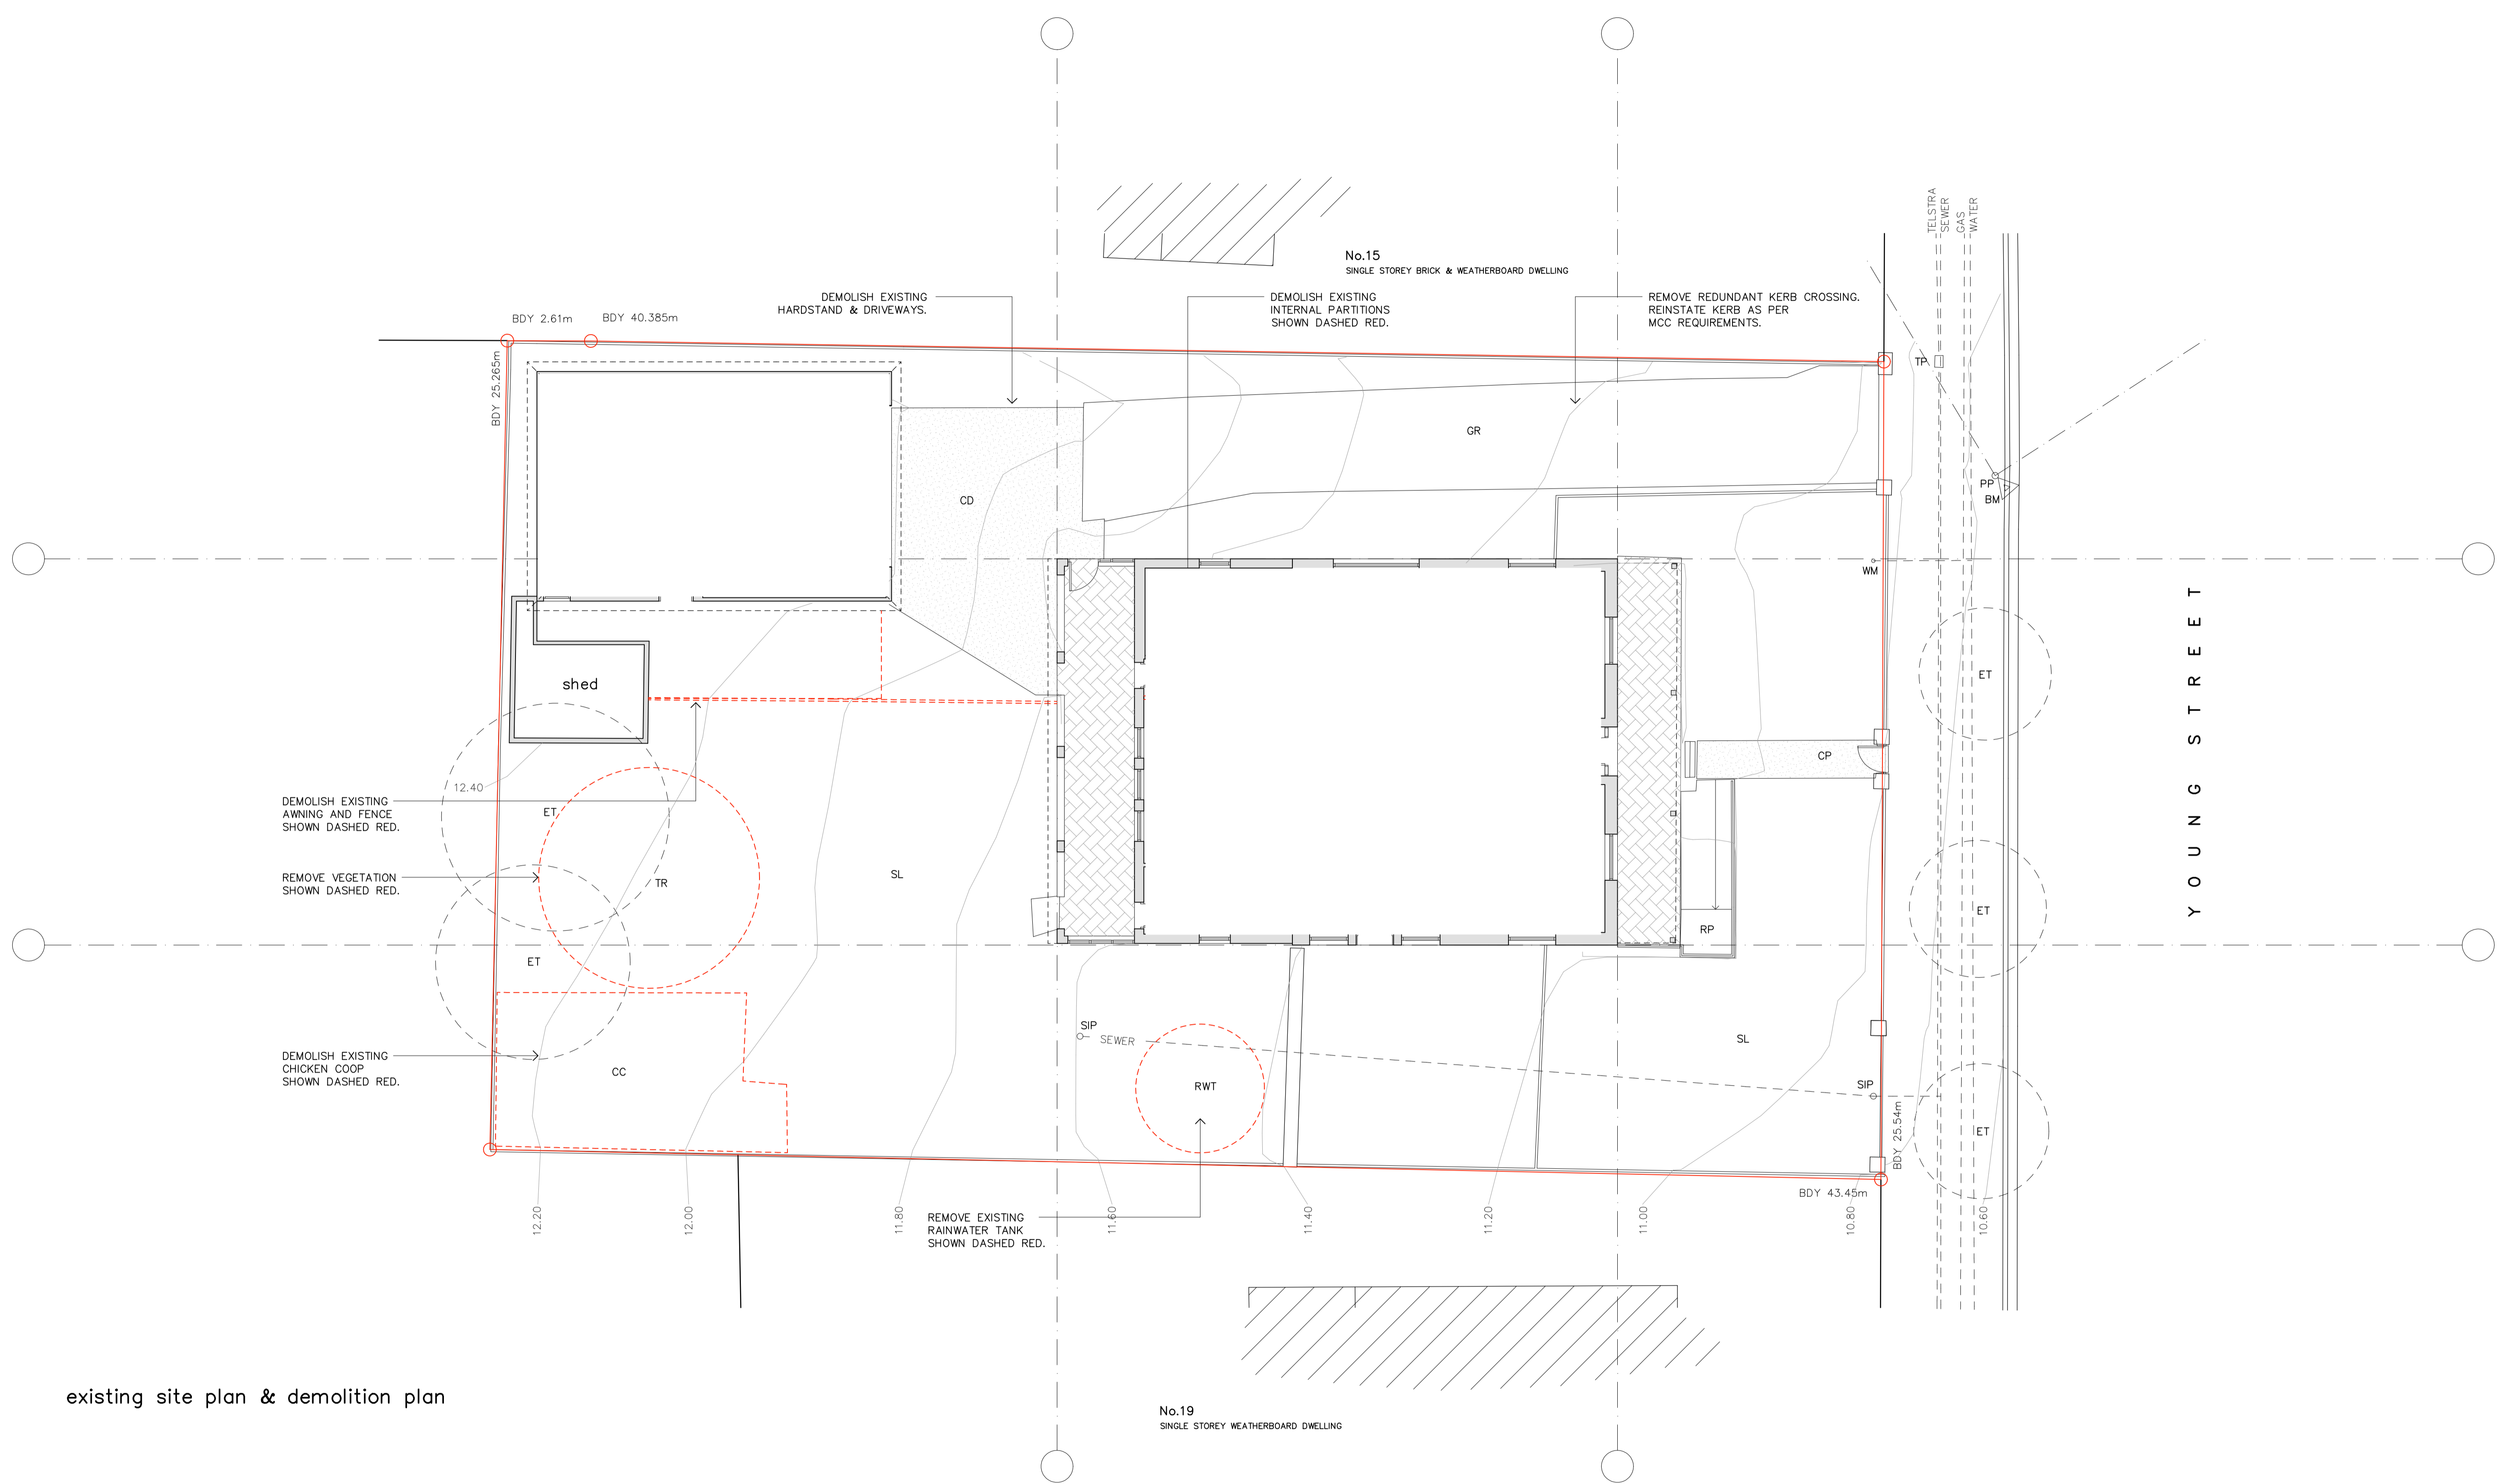 TELSTRA
SEWER
GAS
WATER
No.15
SINGLE STOREY BRICK & WEATHERBOARD DWELLING
DEMOLISH EXISTING
HARDSTAND & DRIVEWAYS.
DEMOLISH EXISTING
INTERNAL PARTITIONS
SHOWN DASHED RED.
REMOVE REDUNDANT KERB CROSSING.
REINSTATE KERB AS PER
MCC REQUIREMENTS.
BDY 2.61m
BDY 40.385m
BDY 25.265m
TP
GR
PP
BM
CD
WM
YOUNG STREET
shed
ET
CP
12.40
DEMOLISH EXISTING
AWNING AND FENCE
SHOWN DASHED RED.
ET
REMOVE VEGETATION
SHOWN DASHED RED.
TR
SL
ET
RP
ET
SIP
SEWER
SL
DEMOLISH EXISTING
CHICKEN COOP
SHOWN DASHED RED.
CC
RWT
SIP
BDY 25.54m
ET
BDY 43.45m
12.20
12.00
11.80
11.60
11.40
11.20
11.00
10.80
10.60
REMOVE EXISTING
RAINWATER TANK
SHOWN DASHED RED.
existing site plan & demolition plan
No.19
SINGLE STOREY WEATHERBOARD DWELLING